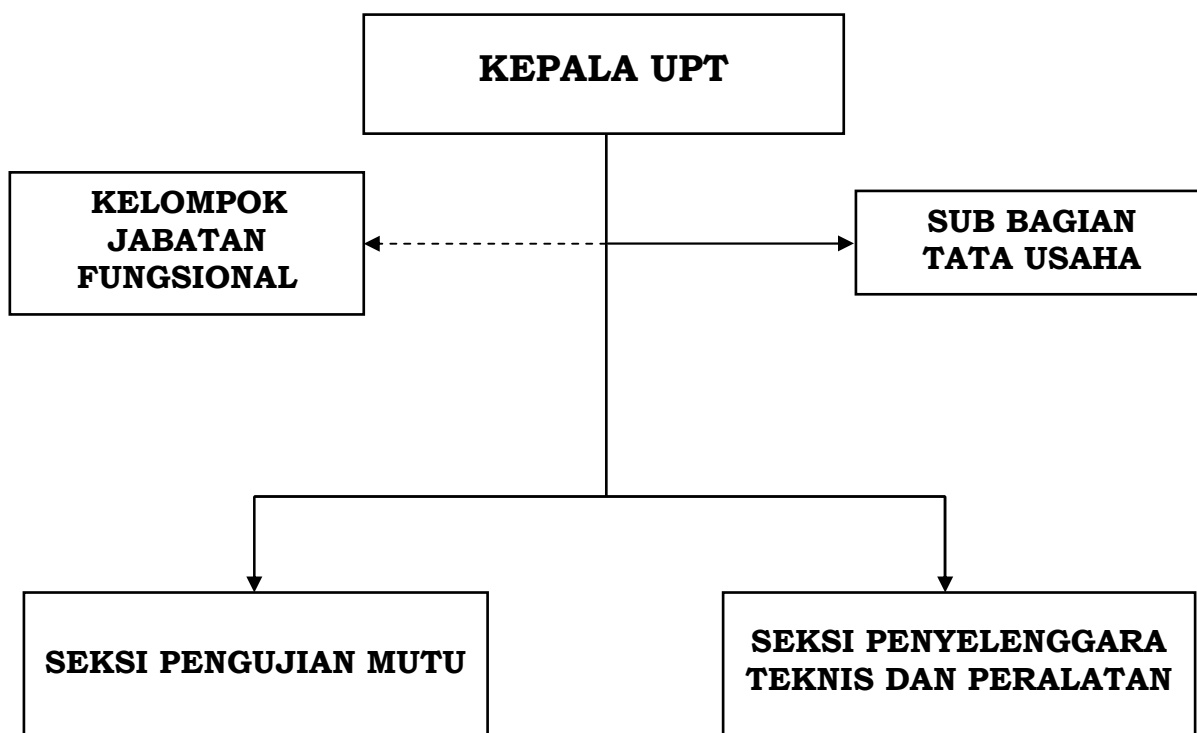 KEPALA UPT
KELOMPOK
JABATAN
FUNGSIONAL
SUB BAGIAN
TATA USAHA
SEKSI PENGUJIAN MUTU
SEKSI PENYELENGGARA
TEKNIS DAN PERALATAN